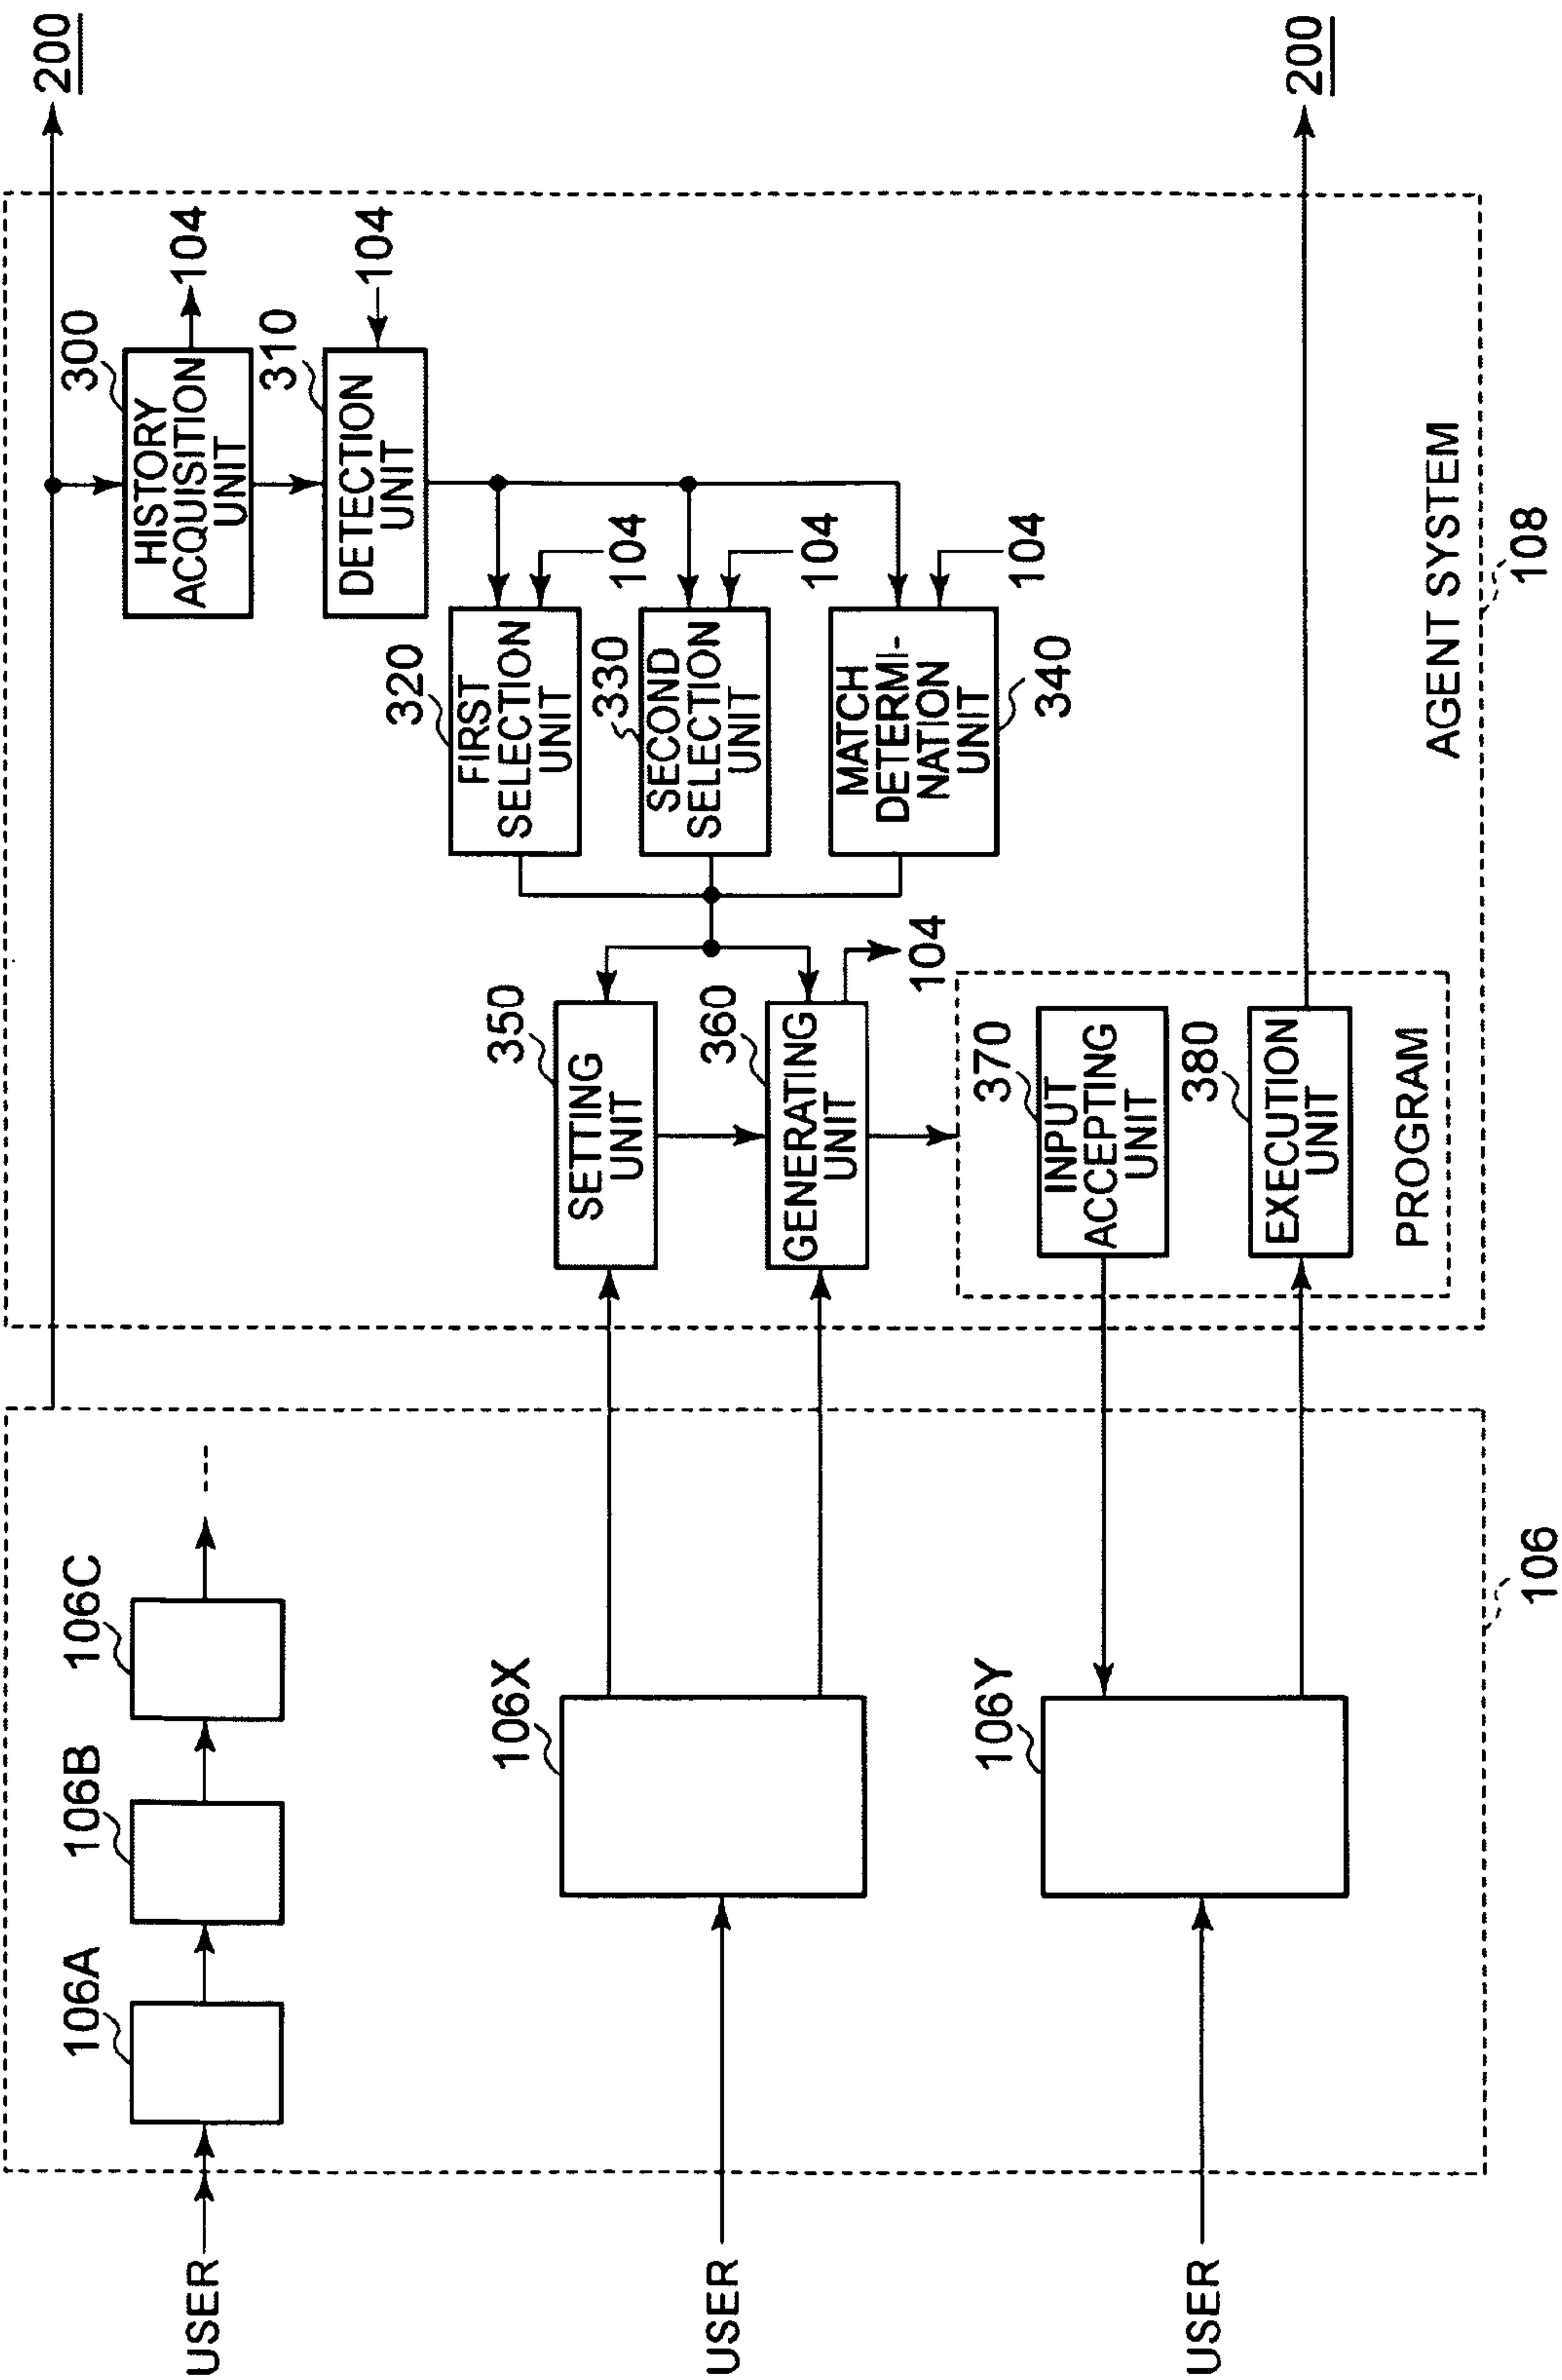 200
300
HISTORY
ACQUISITION
UNIT
104
310
DETECTION
UNIT
104
320
FIRST
SELECTION
UNIT
104
330
SECOND
SELECTION
UNIT
104
340
MATCH
DETERMI-
NATION
UNIT
104
350
SETTING
UNIT
360
GENERATING
UNIT
104
370
INPUT
ACCEPTING
UNIT
380
EXECUTION
UNIT
PROGRAM
200
AGENT SYSTEM
108
USER
106A
106B
106C
USER
106X
USER
106Y
106